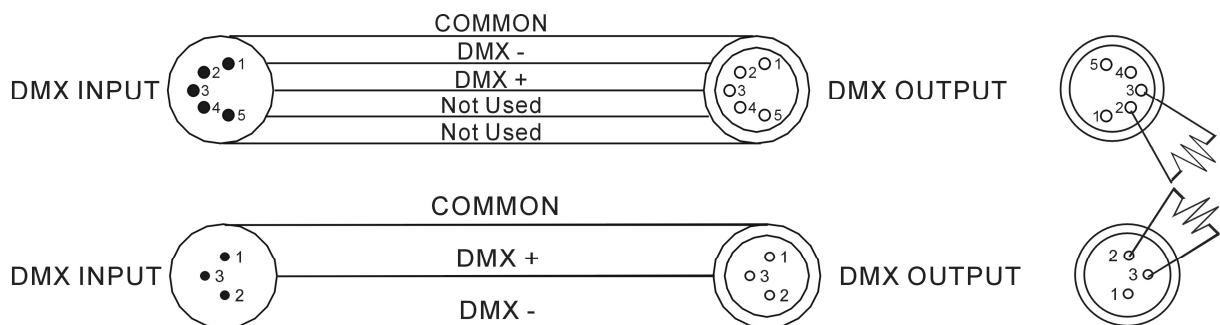 COMMON
DMX -
DMX +
Not Used
Not Used
DMX INPUT
1
2
3
4
5
1
2
3
4
5
DMX OUTPUT
5
4
3
2
1
COMMON
DMX +
DMX -
DMX INPUT
1
3
2
1
3
2
DMX OUTPUT
2
3
1